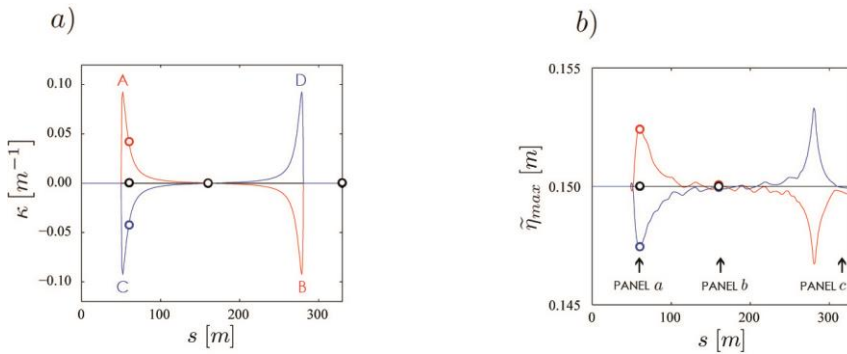 a)
A
D
0.10
0.05
0.00
−0.05
−0.10
C
B
0
100
200
300
κ [m⁻¹]
s [m]
b)
0.155
0.150
0.145
η̃max [m]
PANEL a
PANEL b
PANEL c
0
100
200
300
s [m]